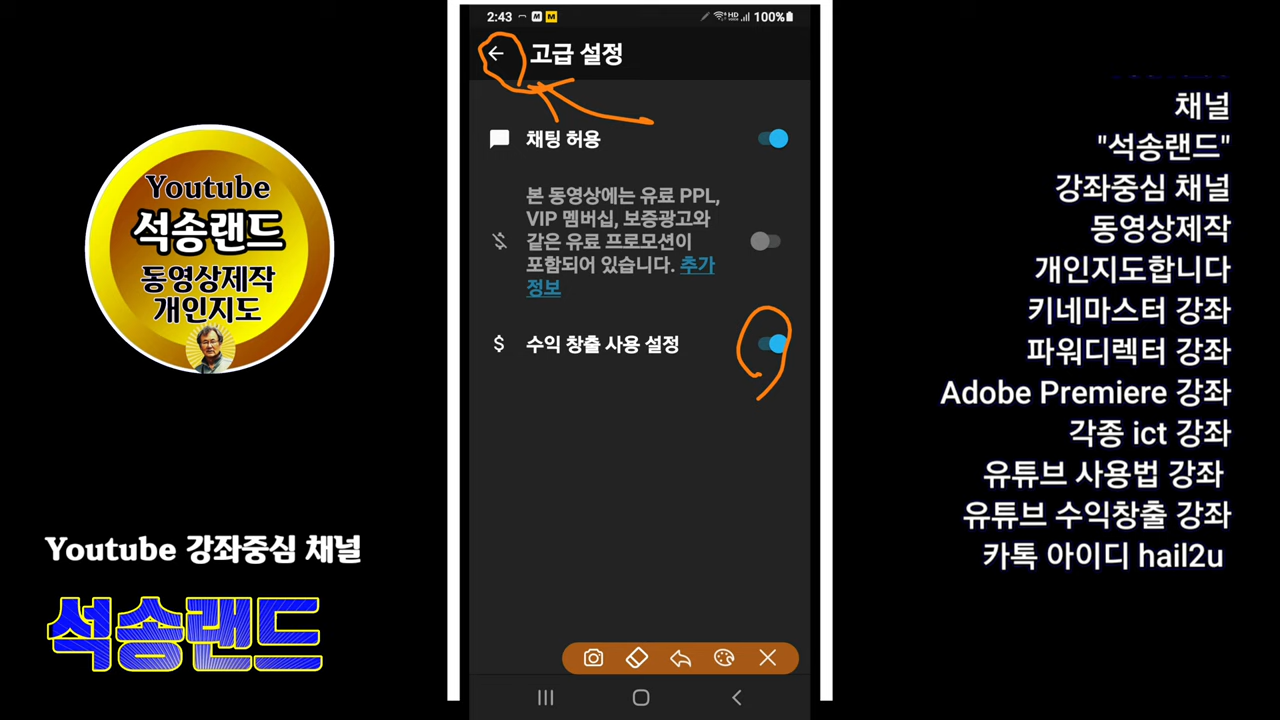 Youtube
석송랜드
동영상제작
개인지도
Youtube 강좌중심 채널
석송랜드
2:43
M
M
HD
100%
고급 설정
채팅 허용
본 동영상에는 유료 PPL,
VIP 멤버십, 보증광고와
같은 유료 프로모션이
포함되어 있습니다. 추가
정보
$ 수익 창출 사용 설정
채널
"석송랜드"
강좌중심 채널
동영상제작
개인지도합니다
키네마스터 강좌
파워디렉터 강좌
Adobe Premiere 강좌
각종 ict 강좌
유튜브 사용법 강좌
유튜브 수익창출 강좌
카톡 아이디 hail2u